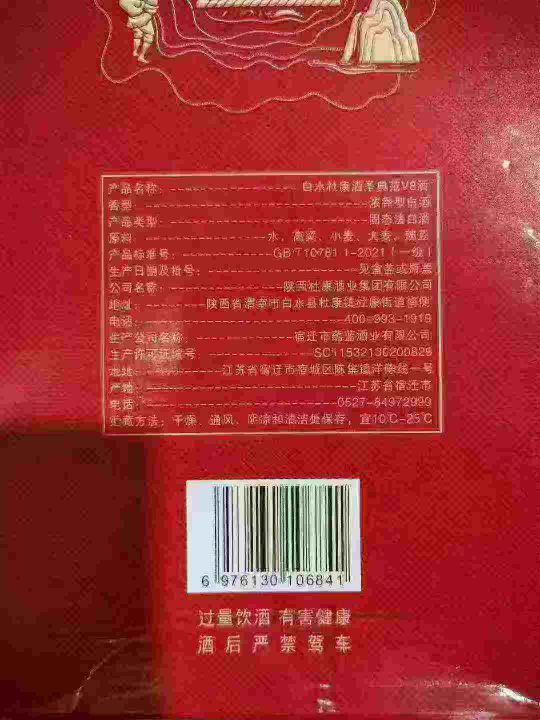 产品名称: 白水杜康酒圣典范V8酒
香型: 浓香型白酒
产品类型: 固态法白酒
原料: 水、高粱、小麦、大麦、豌豆
产品标准号: GB/T10781.1-2021(一级)
生产日期及批号: 见盒盖或瓶盖
公司名称: 陕西杜康酒业集团有限公司
地址: 陕西省渭南市白水县杜康镇杜康街道
电话: 400-993-1919
生产公司名称: 宿迁市蓝酒业有限公司
生产许可证编号: SC11532130200828
地址: 江苏省宿迁市宿城区陈集镇洋一号
产地: 江苏省宿迁市
电话: 0527-84972999
贮藏方法: 干燥、通风、阴凉和清洁处保存,宜10℃-25℃
6 976130 106841
过量饮酒 有害健康
酒后严禁驾车